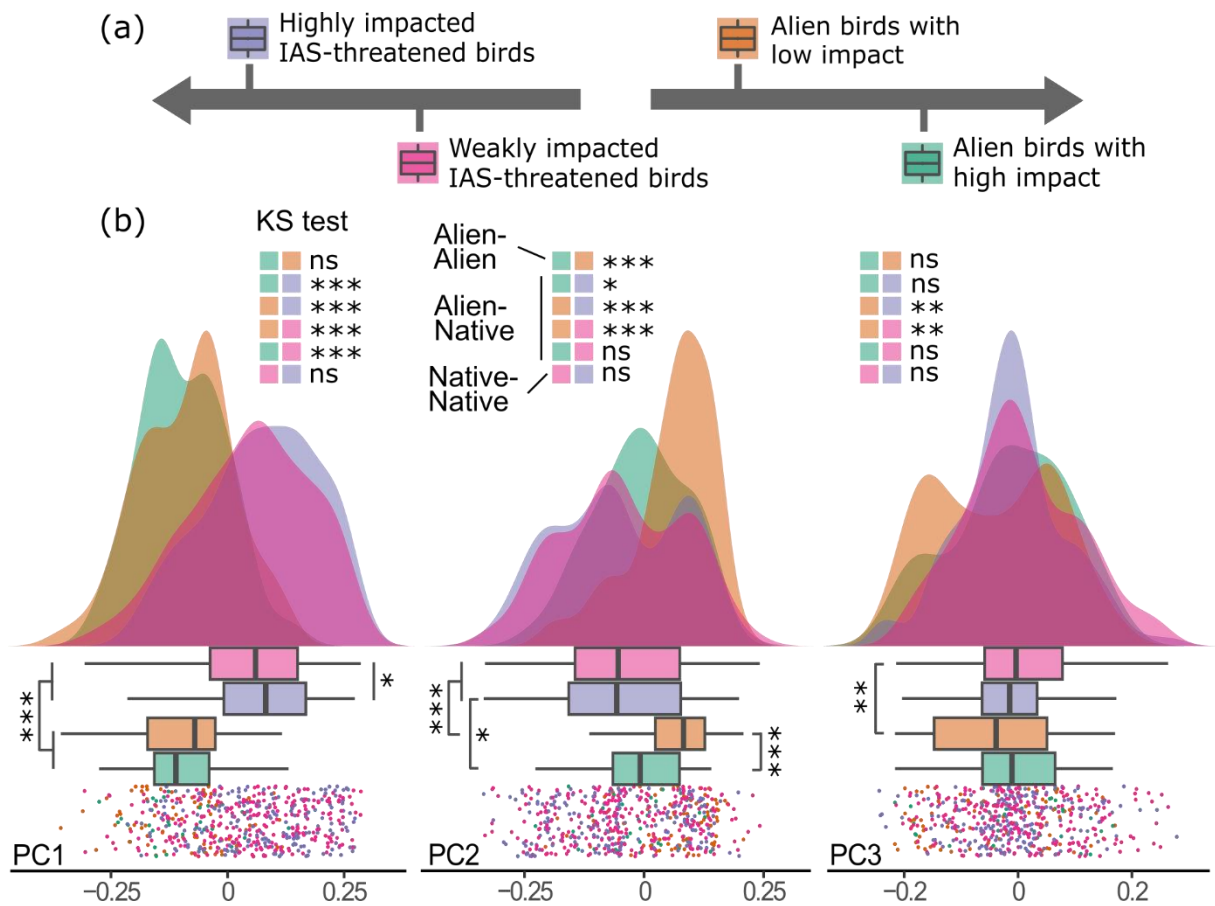 (a)
Highly impacted
IAS-threatened birds
Alien birds with
low impact
Weakly impacted
IAS-threatened birds
Alien birds with
high impact
(b)
KS test
ns
***
***
***
***
ns
Alien-
Alien
Alien-
Native
Native-
Native
***
*
***
***
ns
ns
ns
ns
**
**
ns
ns
***
*
***
*
***
**
PC1
PC2
PC3
−0.25 0 0.25
−0.25 0 0.25
−0.2 0 0.2